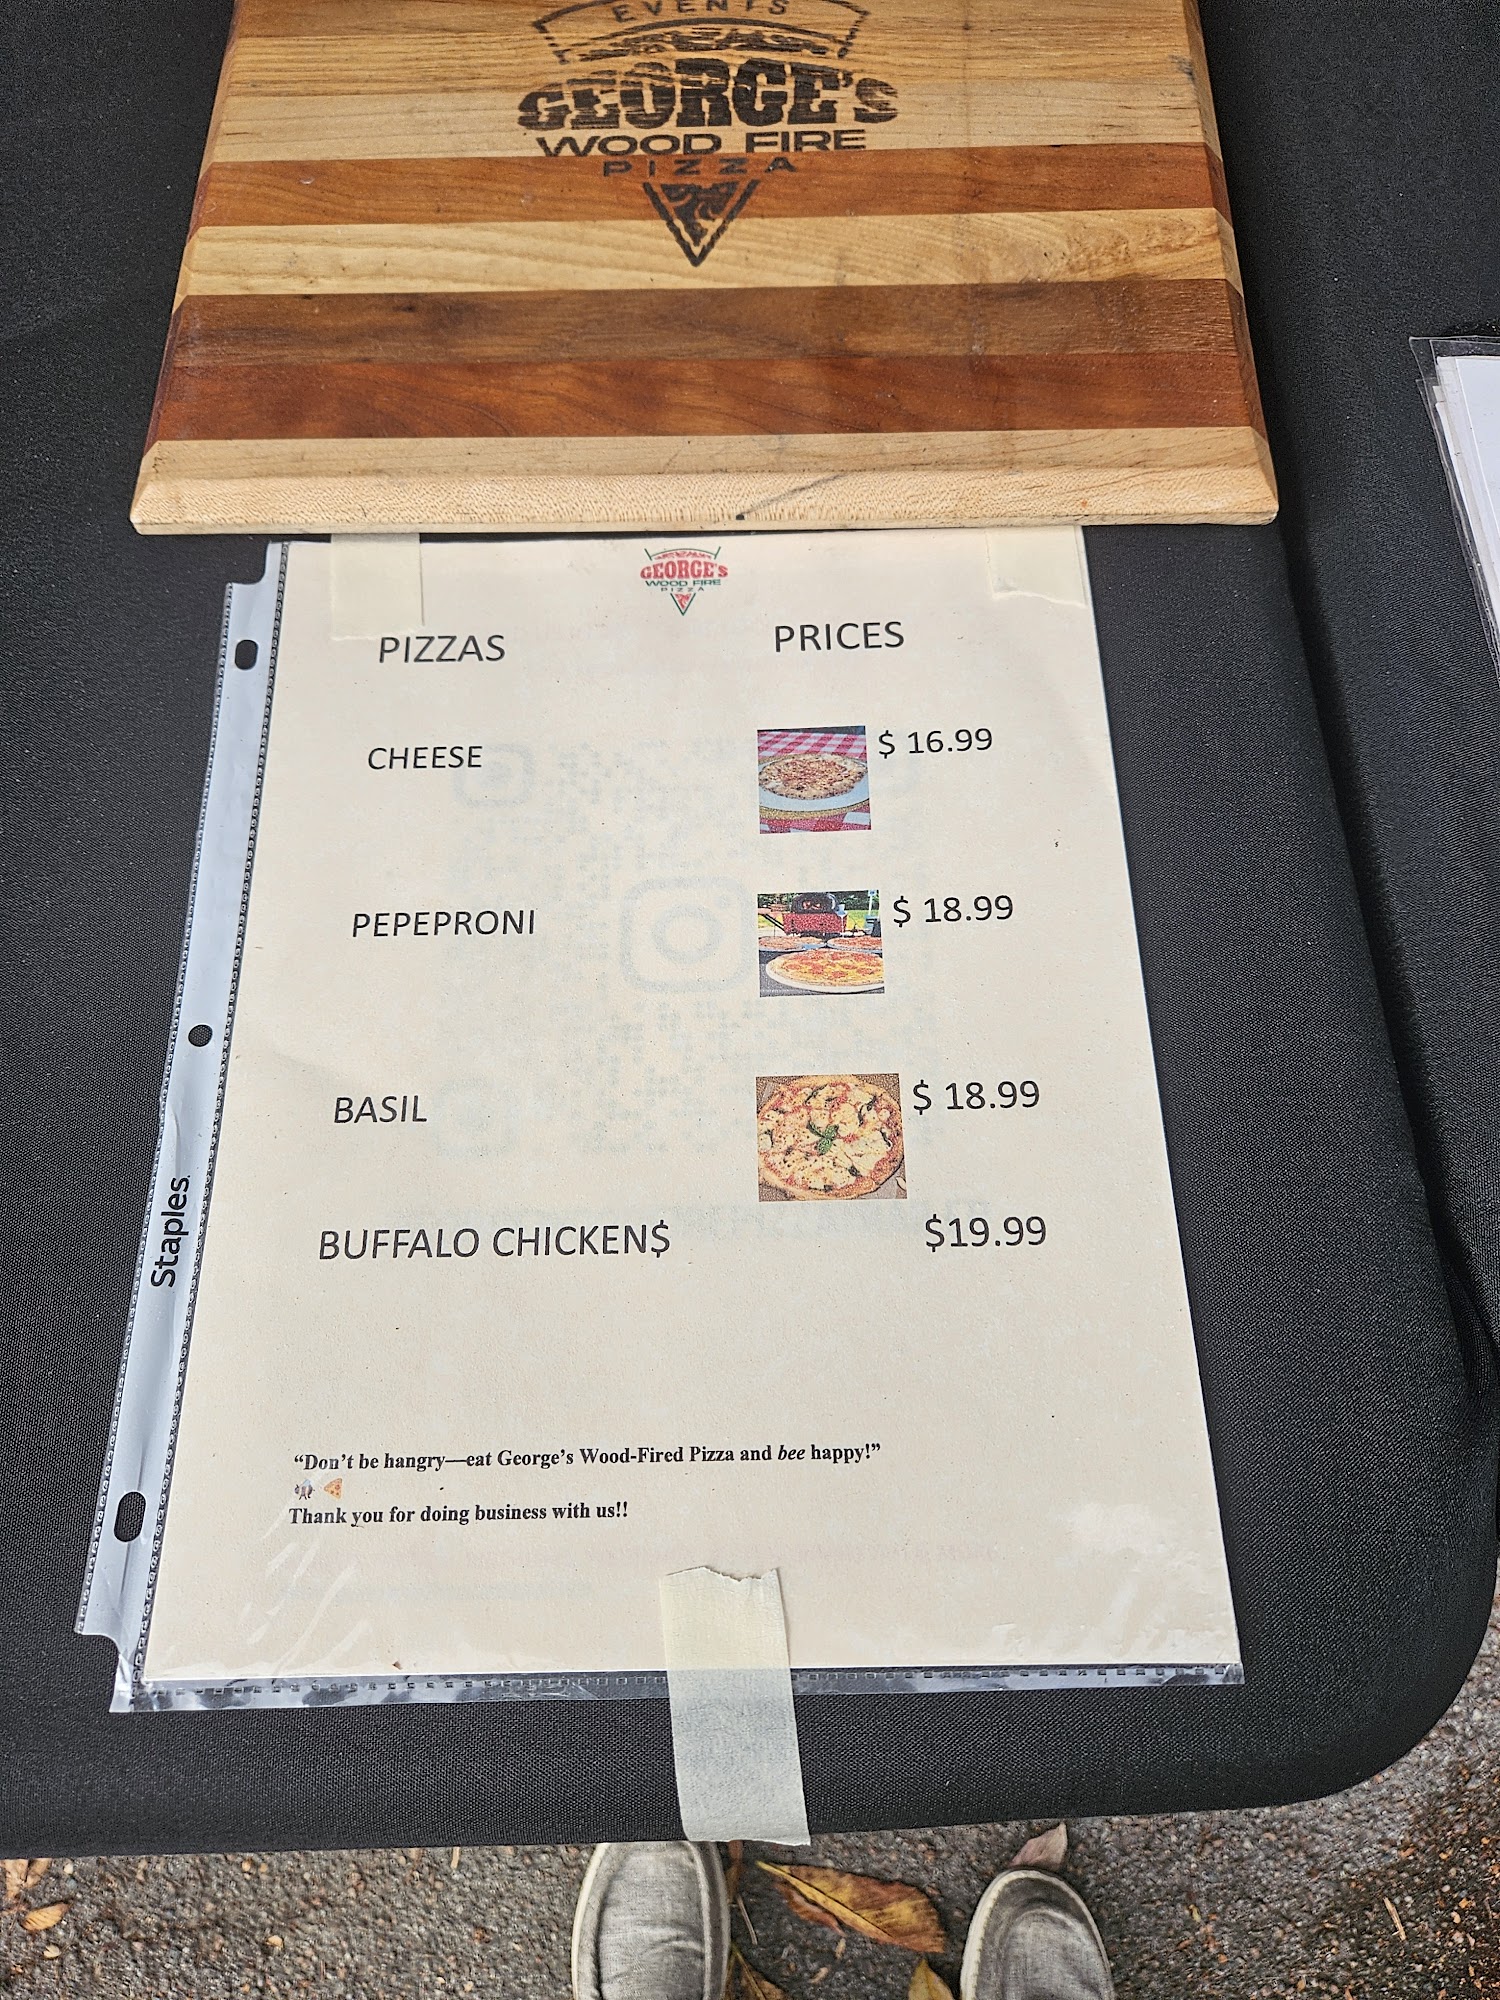 EVENTS
GEORGE'S
WOOD FIRE
PIZZA
GEORGE'S
WOOD FIRE
PIZZA
PIZZAS PRICES
CHEESE $ 16.99
PEPEPRONI $ 18.99
BASIL $ 18.99
BUFFALO CHICKEN$ $19.99
“Don’t be hangry—eat George’s Wood-Fired Pizza and bee happy!”
Thank you for doing business with us!!
Staples